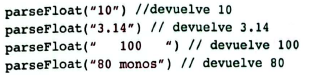 parseFloat("10") //devuelve 10
parseFloat("3.14") // devuelve 3.14
parseFloat("   100   ") // devuelve 100
parseFloat("80 monos") // devuelve 80